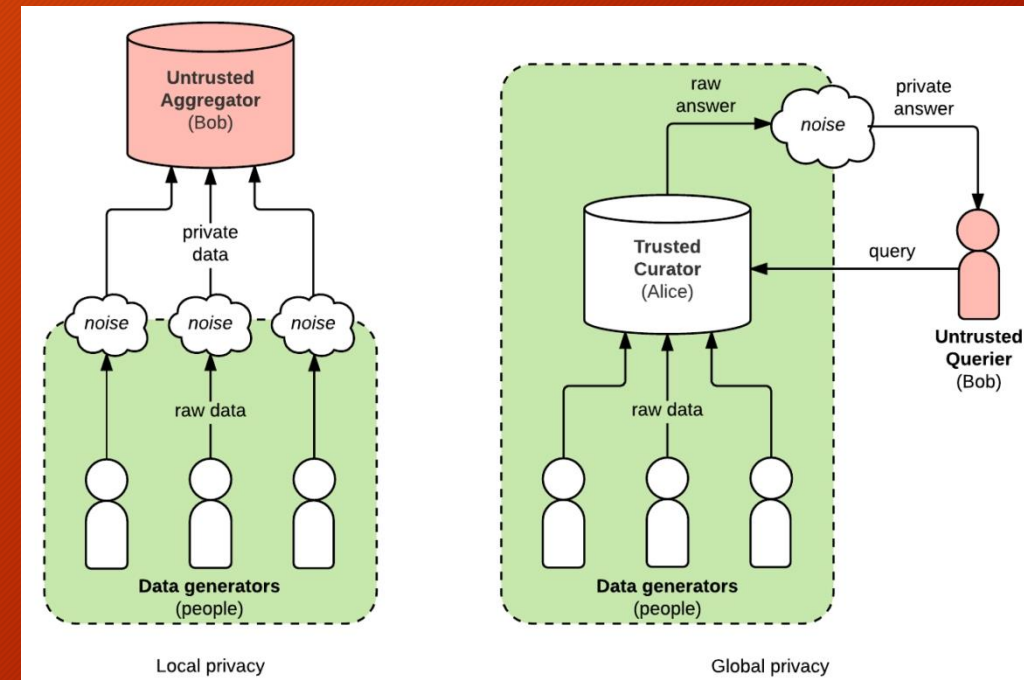 Untrusted
Aggregator
(Bob)
private
data
noise
noise
noise
raw data
Data generators
(people)
Local privacy
raw
answer
noise
private
answer
Trusted
Curator
(Alice)
query
Untrusted
Querier
(Bob)
raw data
Data generators
(people)
Global privacy